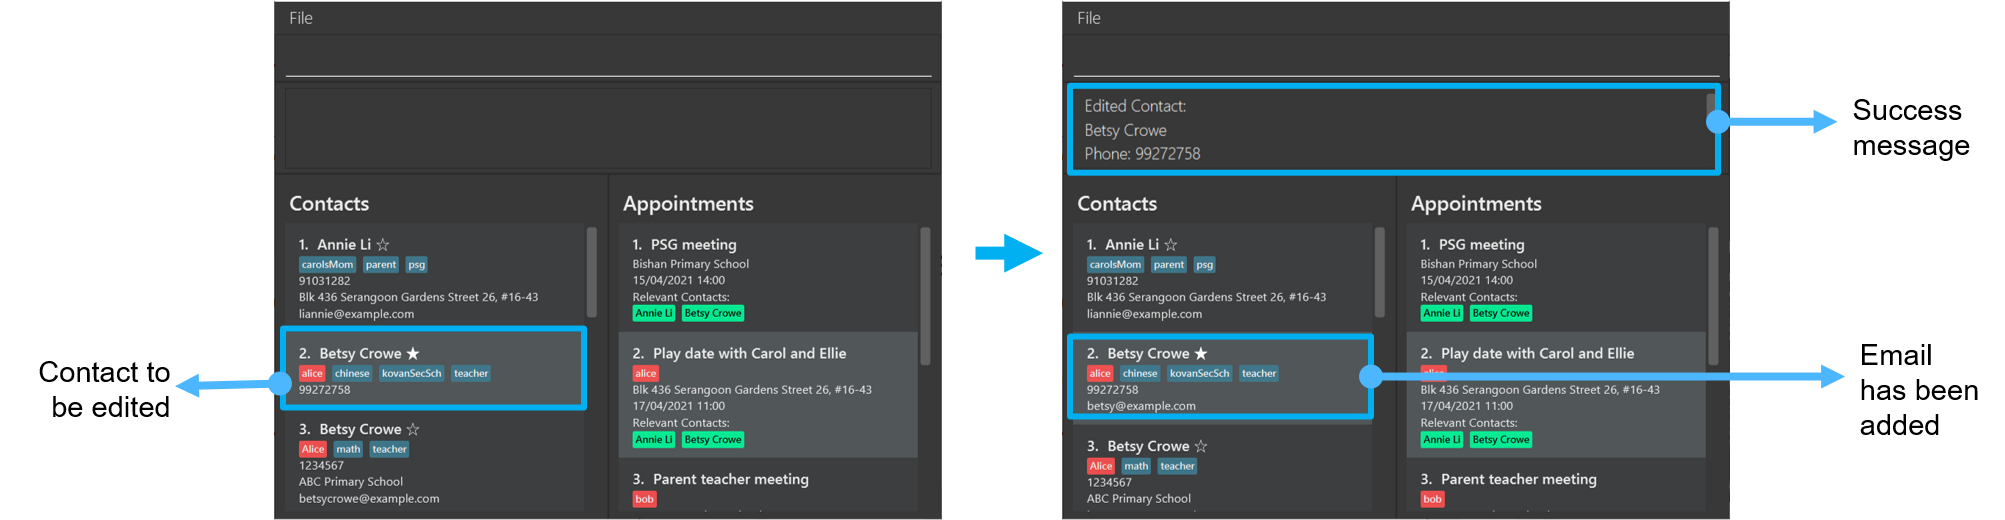 File
Contacts
1. Annie Li ☆
carolsMom parent psg
91031282
Blk 436 Serangoon Gardens Street 26, #16-43
liannie@example.com
2. Betsy Crowe ★
alice chinese kovanSecSch teacher
99272758
3. Betsy Crowe ☆
Alice math teacher
1234567
ABC Primary School
betsycrowe@example.com
Appointments
1. PSG meeting
Bishan Primary School
15/04/2021 14:00
Relevant Contacts:
Annie Li Betsy Crowe
2. Play date with Carol and Ellie
alice
Blk 436 Serangoon Gardens Street 26, #16-43
17/04/2021 11:00
Relevant Contacts:
Annie Li Betsy Crowe
3. Parent teacher meeting
bob
Contact to
be edited
File
Edited Contact:
Betsy Crowe
Phone: 99272758
Contacts
1. Annie Li ☆
carolsMom parent psg
91031282
Blk 436 Serangoon Gardens Street 26, #16-43
liannie@example.com
2. Betsy Crowe ★
alice chinese kovanSecSch teacher
99272758
betsy@example.com
3. Betsy Crowe ☆
Alice math teacher
1234567
ABC Primary School
Appointments
1. PSG meeting
Bishan Primary School
15/04/2021 14:00
Relevant Contacts:
Annie Li Betsy Crowe
2. Play date with Carol and Ellie
alice
Blk 436 Serangoon Gardens Street 26, #16-43
17/04/2021 11:00
Relevant Contacts:
Annie Li Betsy Crowe
3. Parent teacher meeting
bob
Success
message
Email
has been
added